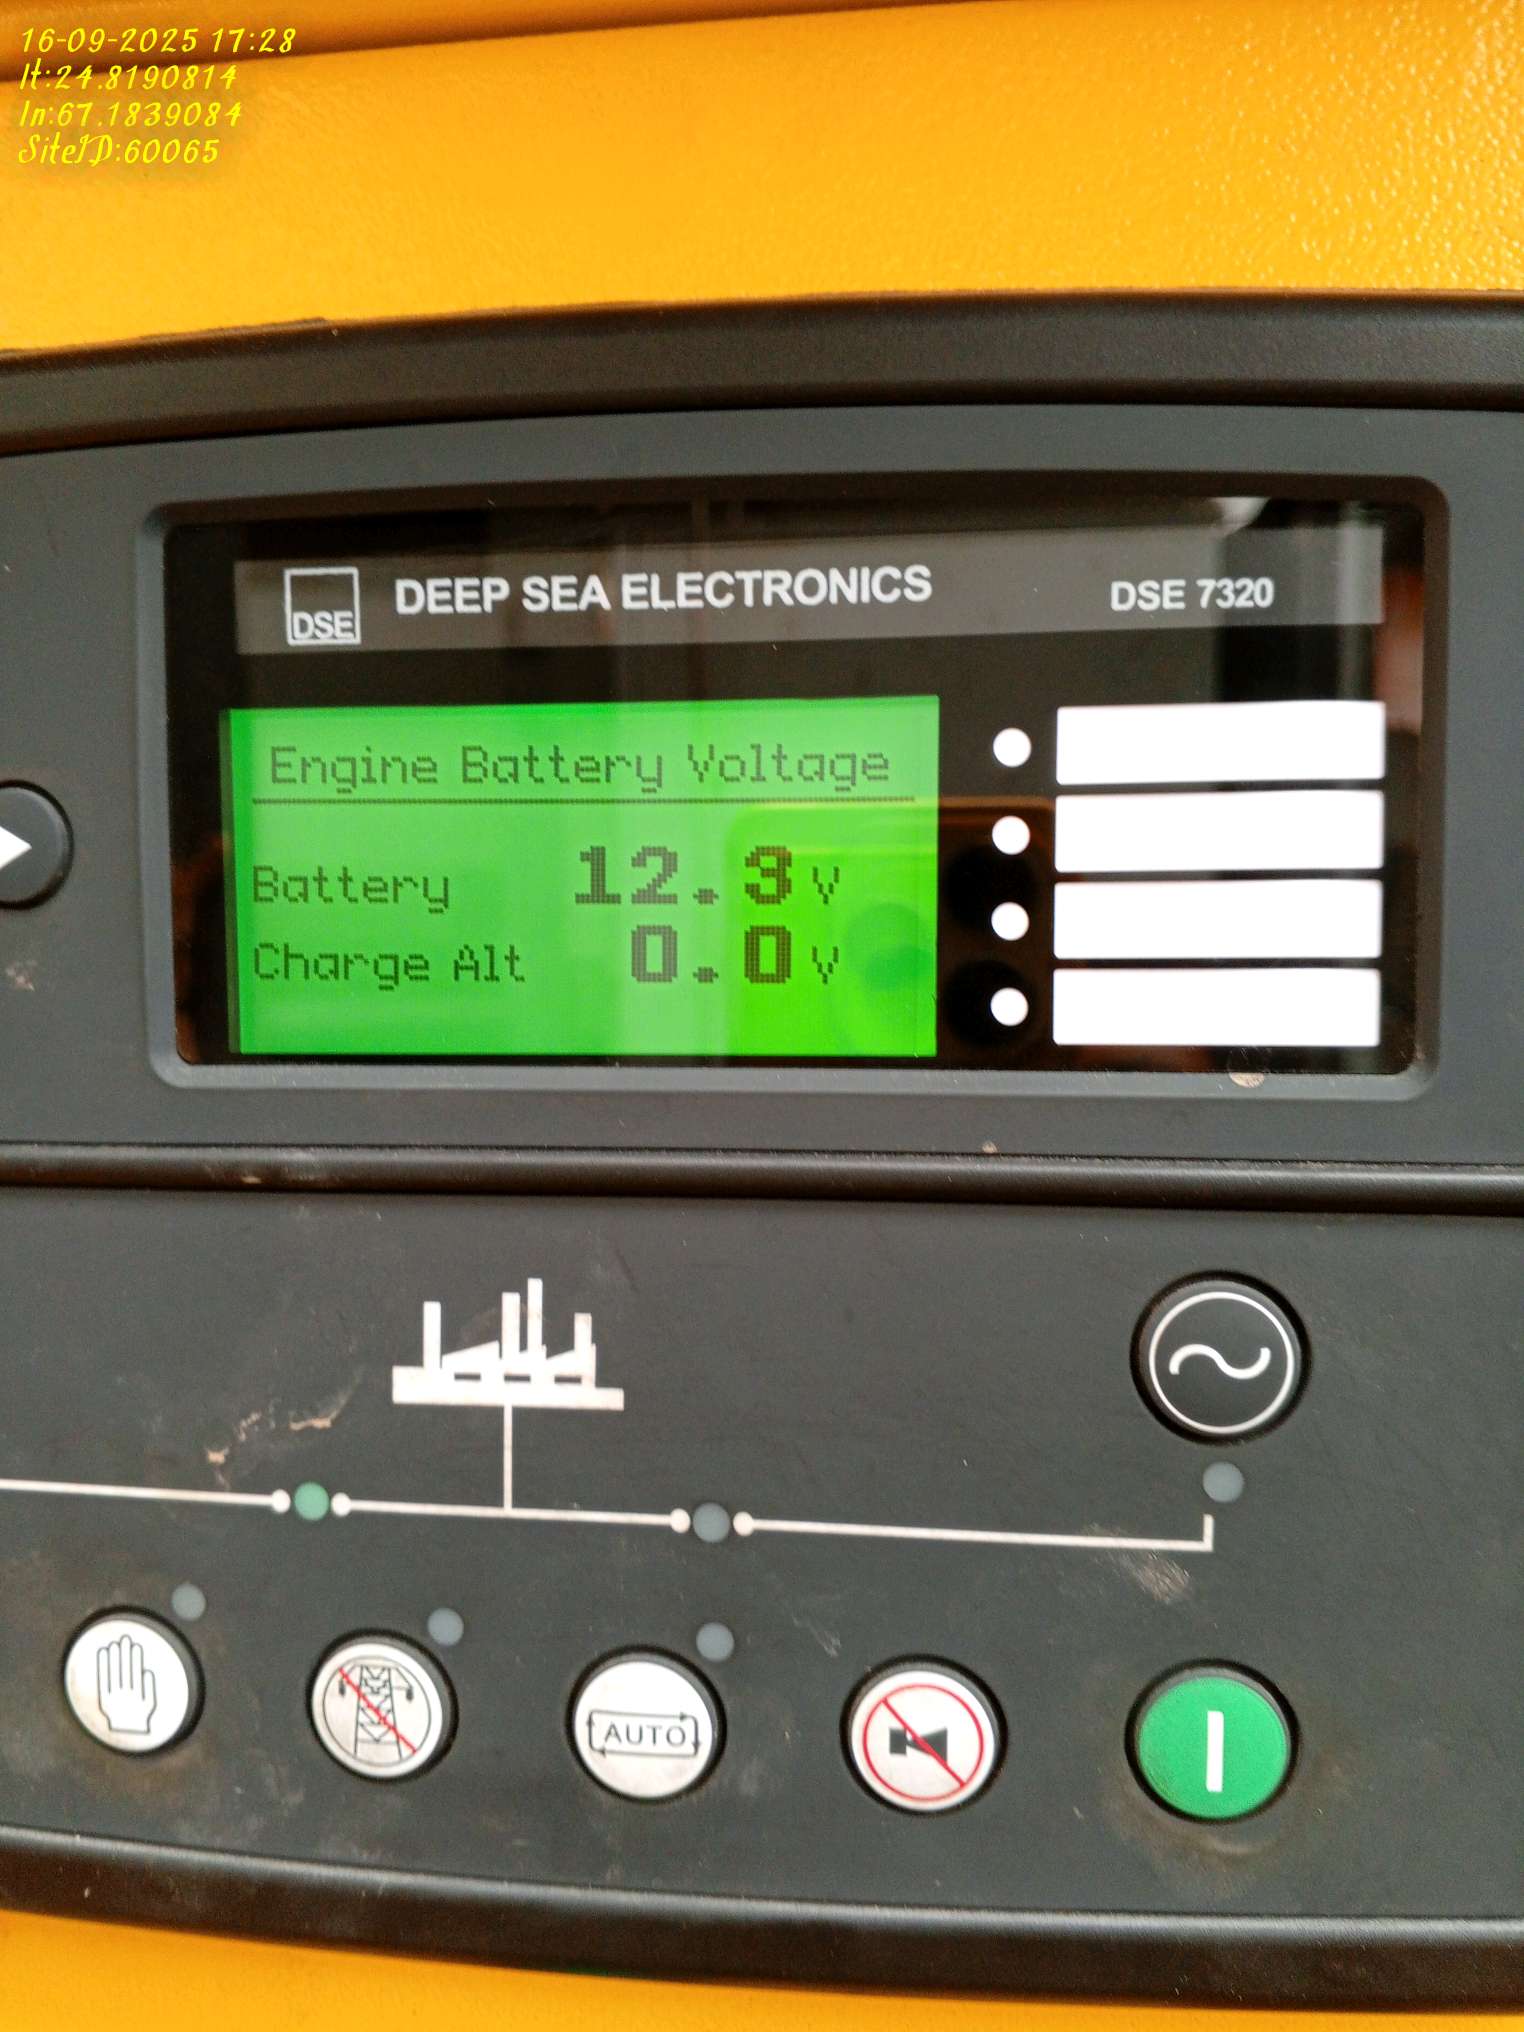 16-09-2025 17:28
lt:24.8190814
ln:67.1839084
SiteID:60065
DSE
DEEP SEA ELECTRONICS
DSE 7320
Engine Battery Voltage
Battery 12.3 V
Charge Alt 0.0 V
AUTO